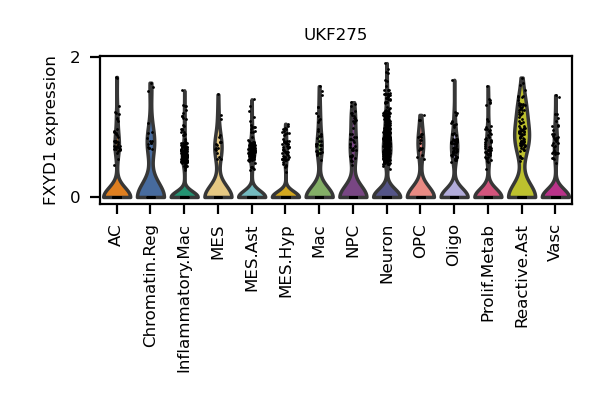 UKF275
FXYD1 expression
2
0
AC
Chromatin.Reg
Inflammatory.Mac
MES
MES.Ast
MES.Hyp
Mac
NPC
Neuron
OPC
Oligo
Prolif.Metab
Reactive.Ast
Vasc